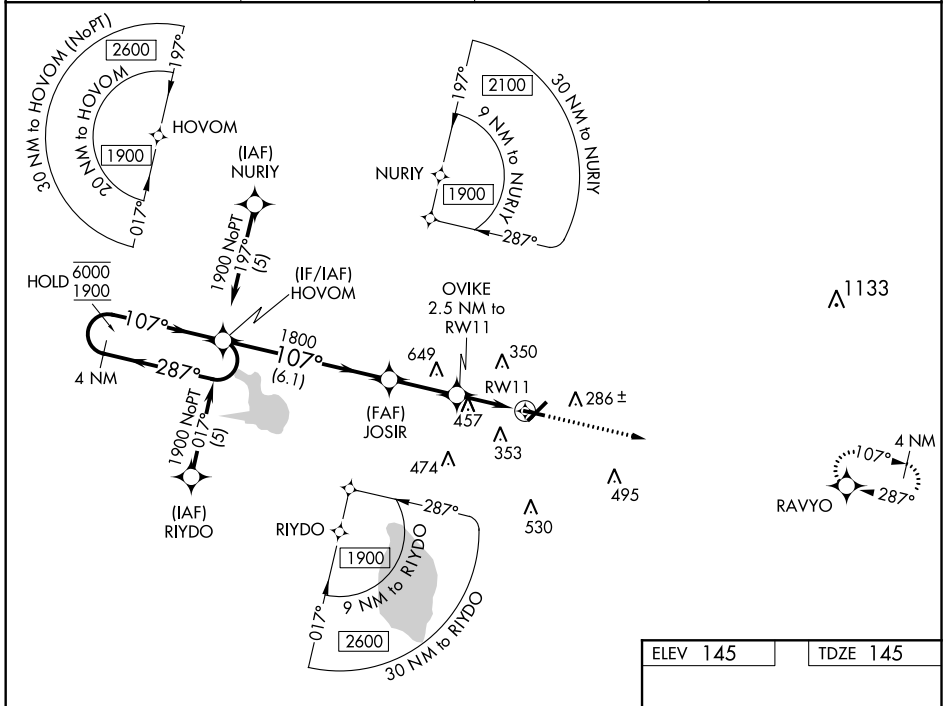 30 NM to HOVOM (NoPT)
2600
197°
20 NM to HOVOM
1900
017°
HOVOM
(IAF)
NURIY
1900 NoPT
197°
(5)
197°
2100
30 NM to NURIY
9 NM to NURIY
NURIY
1900
287°
HOLD 6000
1900
107°
287°
4 NM
(IF/IAF)
HOVOM
1800
107°
(6.1)
OVIKE
2.5 NM to
RW11
649
350
1133
RW11
286 ±
(FAF)
JOSIR
457
353
474
495
530
1900 NoPT
017°
(5)
(IAF)
RIYDO
4 NM
107°
287°
RAVYO
287°
RIYDO
1900
9 NM to RIYDO
017°
2600
30 NM to RIYDO
ELEV 145
TDZE 145